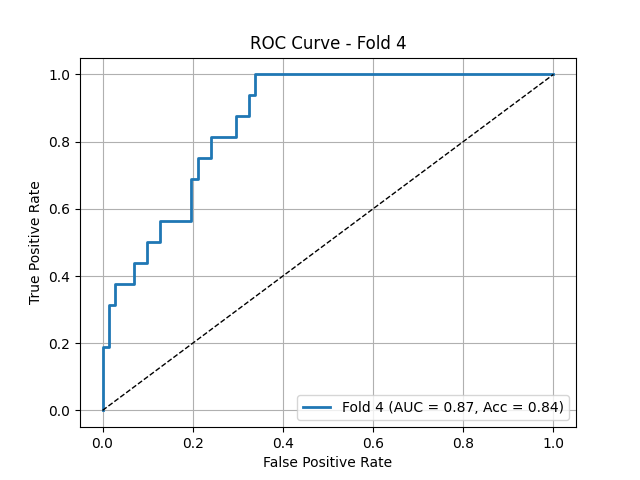 ROC Curve - Fold 4
1.0
0.8
0.6
0.4
0.2
0.0
True Positive Rate
Fold 4 (AUC = 0.87, Acc = 0.84)
0.0 0.2 0.4 0.6 0.8 1.0
False Positive Rate